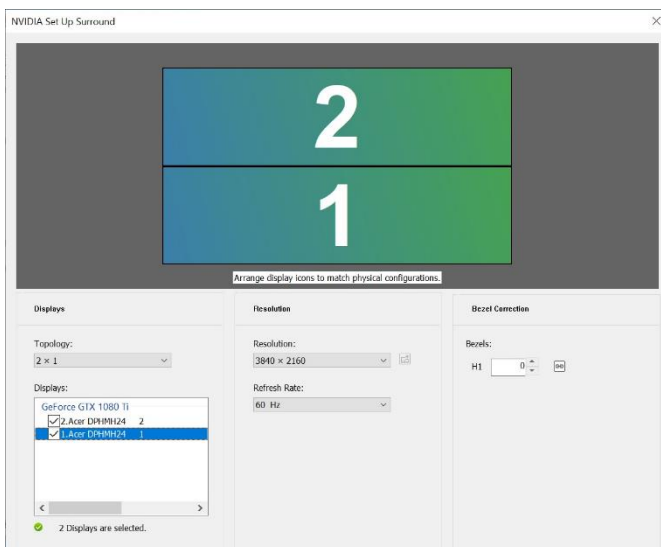 NVIDIA Set Up Surround
2
1
Arrange display icons to match physical configurations.
Displays
Resolution
Bezel Correction
Topology:
2 × 1
Resolution:
3840 × 2160
Bezels:
H1 0
Displays:
Refresh Rate:
60 Hz
GeForce GTX 1080 Ti
2.Acer DPHMH24 2
1.Acer DPHMH24 1
2 Displays are selected.